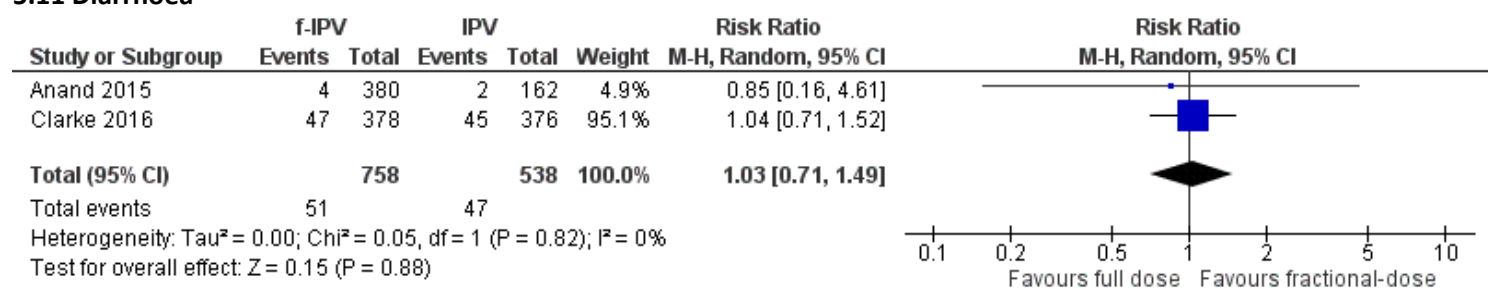 f-IPV IPV Risk Ratio Risk Ratio
Study or Subgroup Events Total Events Total Weight M-H, Random, 95% CI M-H, Random, 95% CI
Anand 2015 4 380 2 162 4.9% 0.85 [0.16, 4.61]
Clarke 2016 47 378 45 376 95.1% 1.04 [0.71, 1.52]
Total (95% CI) 758 538 100.0% 1.03 [0.71, 1.49]
Total events 51 47
Heterogeneity: Tau² = 0.00; Chi² = 0.05, df = 1 (P = 0.82); I² = 0%
Test for overall effect: Z = 0.15 (P = 0.88)
0.1 0.2 0.5 1 2 5 10
Favours full dose Favours fractional-dose